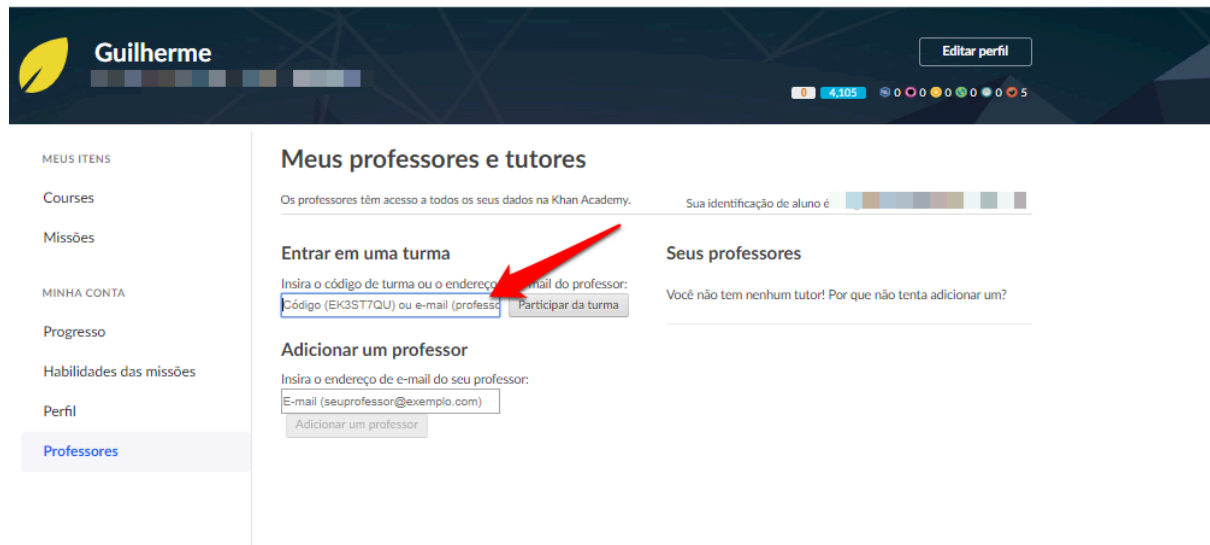 Guilherme
Editar perfil
0 4,105 0 0 0 0 0 5
MEUS ITENS
Courses
Missões
MINHA CONTA
Progresso
Habilidades das missões
Perfil
Professores
Meus professores e tutores
Os professores têm acesso a todos os seus dados na Khan Academy.
Sua identificação de aluno é
Entrar em uma turma
Insira o código de turma ou o endereço mail do professor:
Código (EK3ST7QU) ou e-mail (professo
Participar da turma
Adicionar um professor
Insira o endereço de e-mail do seu professor:
E-mail (seuprofessor@exemplo.com)
Adicionar um professor
Seus professores
Você não tem nenhum tutor! Por que não tenta adicionar um?